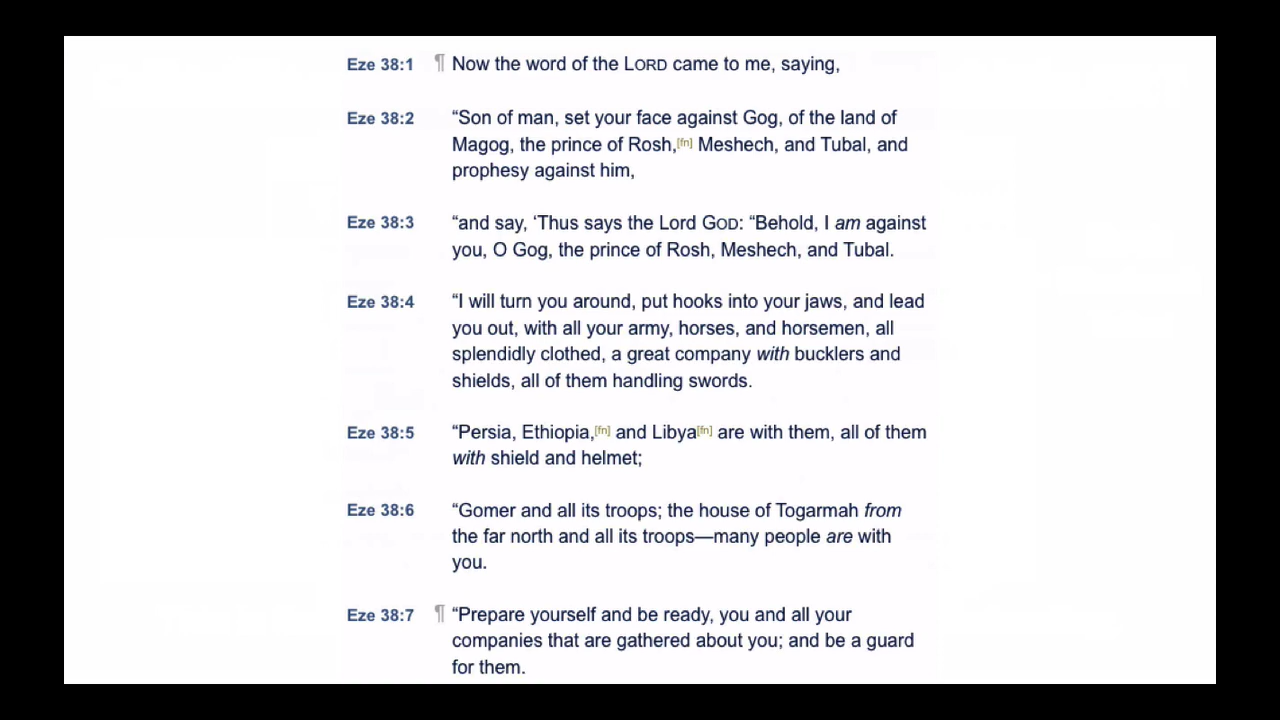 Eze 38:1 ¶ Now the word of the LORD came to me, saying,
Eze 38:2 “Son of man, set your face against Gog, of the land of
Magog, the prince of Rosh,[fn] Meshech, and Tubal, and
prophesy against him,
Eze 38:3 “and say, ‘Thus says the Lord GOD: “Behold, I am against
you, O Gog, the prince of Rosh, Meshech, and Tubal.
Eze 38:4 “I will turn you around, put hooks into your jaws, and lead
you out, with all your army, horses, and horsemen, all
splendidly clothed, a great company with bucklers and
shields, all of them handling swords.
Eze 38:5 “Persia, Ethiopia,[fn] and Libya[fn] are with them, all of them
with shield and helmet;
Eze 38:6 “Gomer and all its troops; the house of Togarmah from
the far north and all its troops—many people are with
you.
Eze 38:7 ¶ “Prepare yourself and be ready, you and all your
companies that are gathered about you; and be a guard
for them.